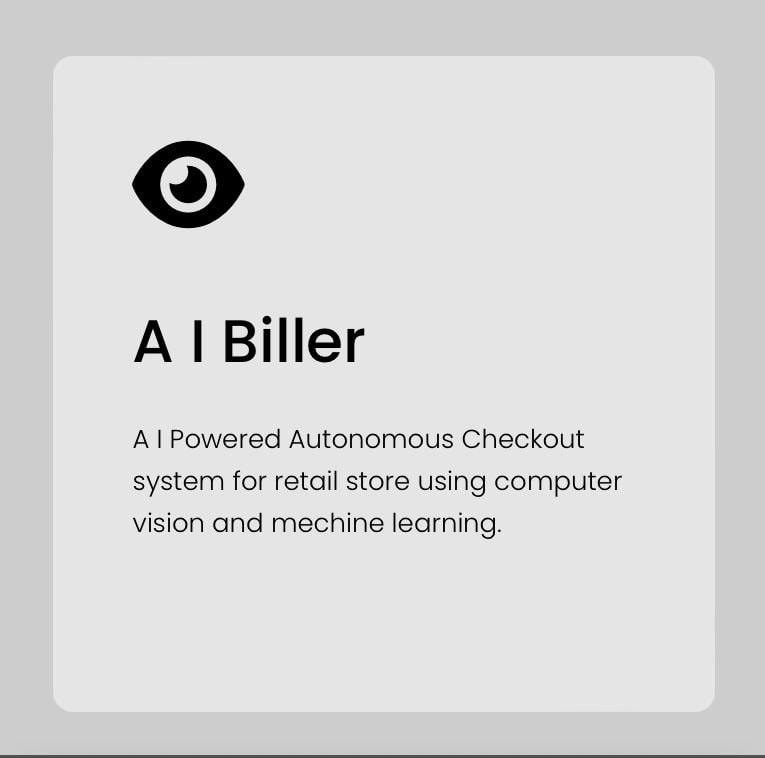 A I Biller
A I Powered Autonomous Checkout
system for retail store using computer
vision and mechine learning.